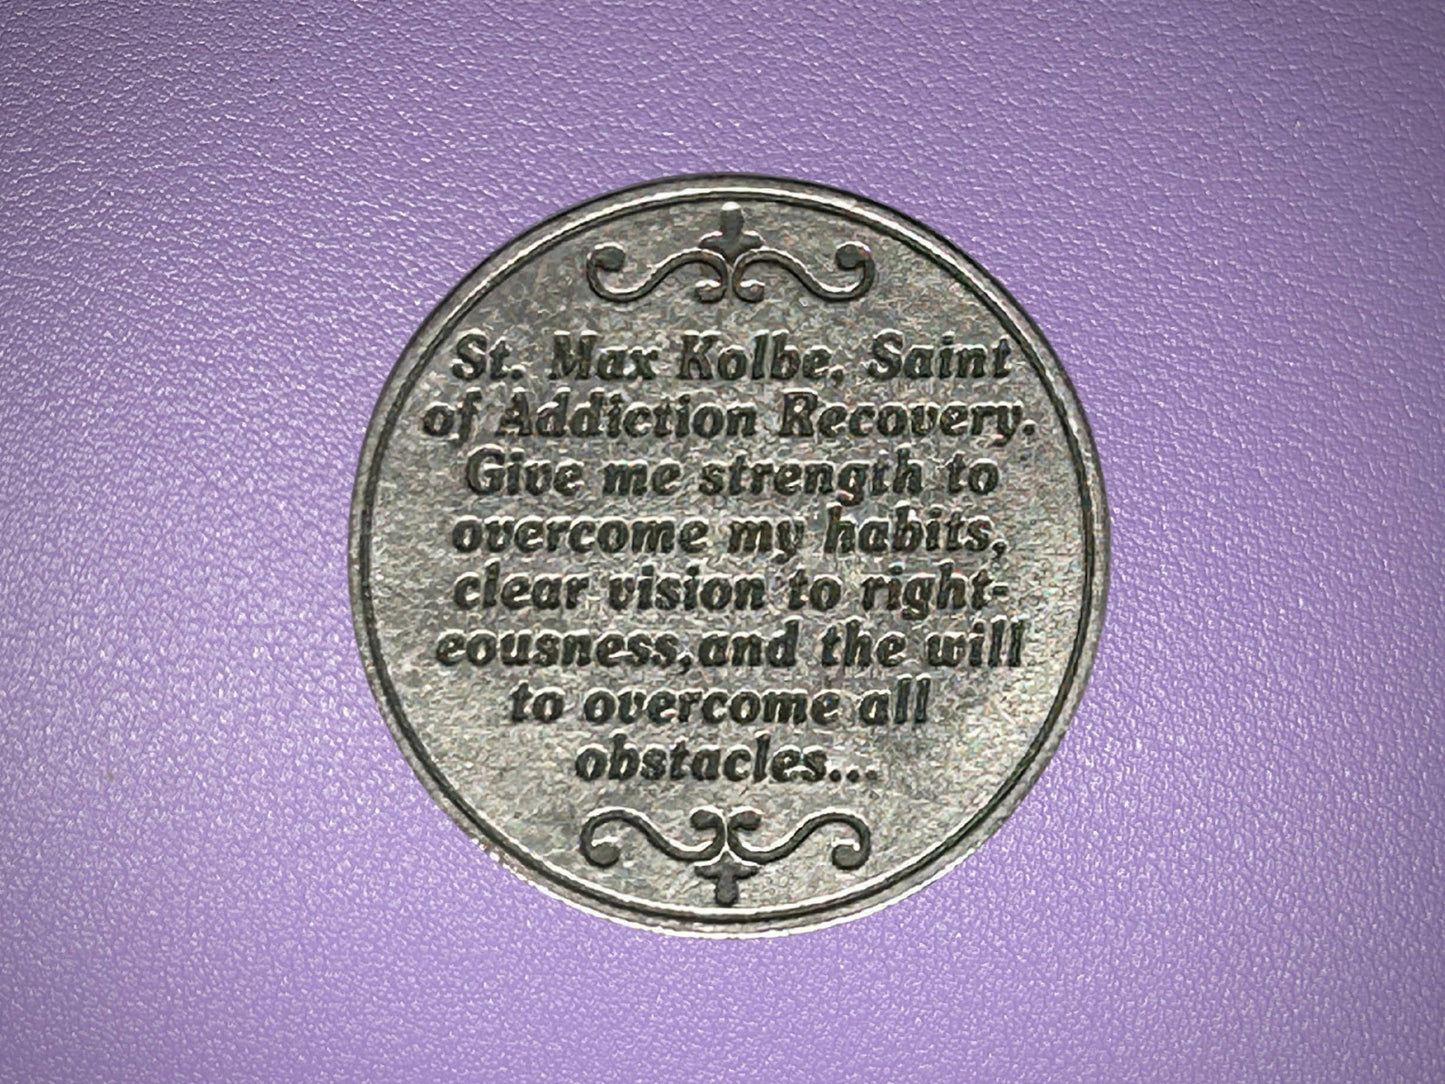 St. Max Kolbe, Saint
of Addiction Recovery.
Give me strength to
overcome my habits,
clear vision to right-
eousness,and the will
to overcome all
obstacles...